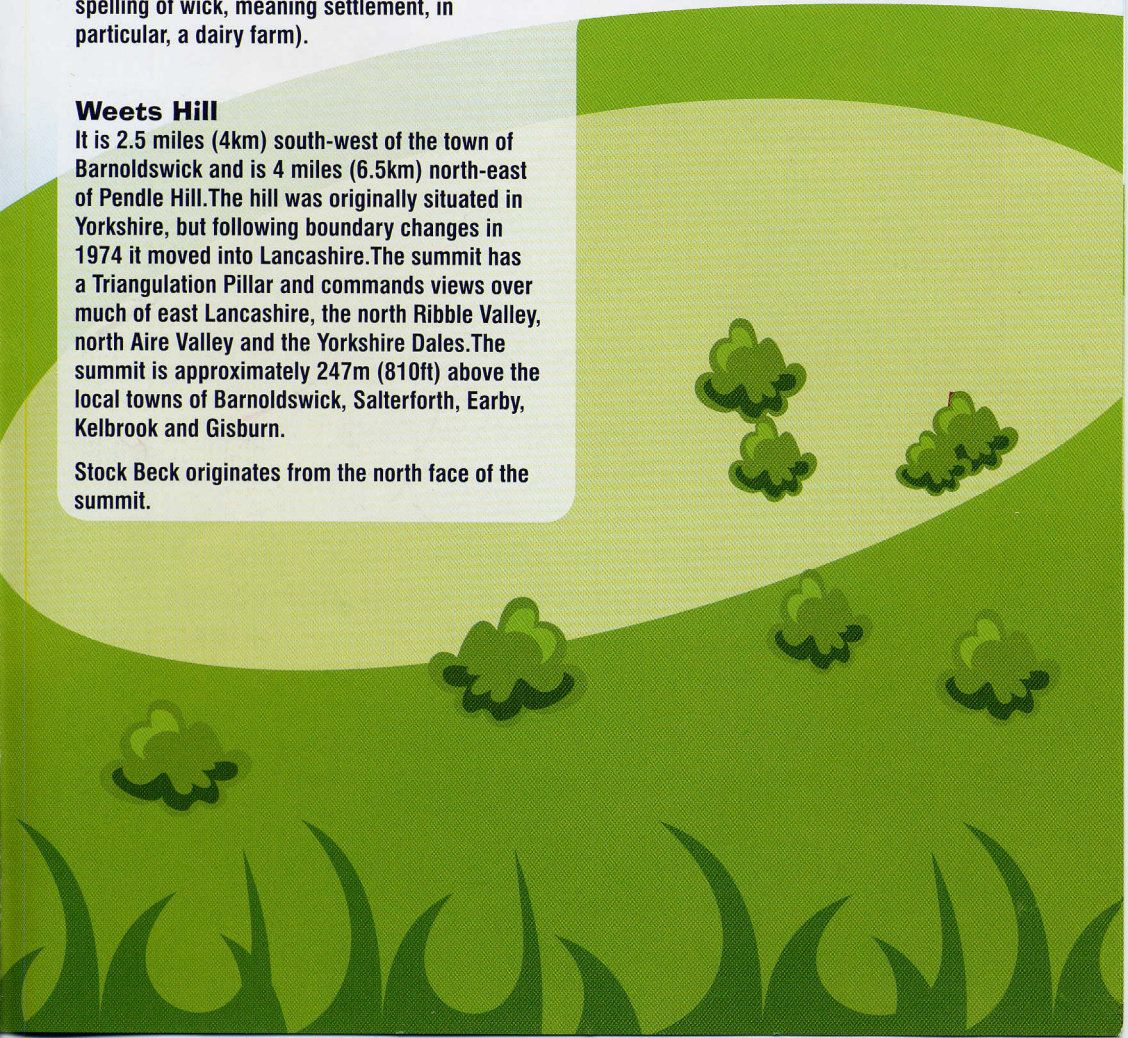 spelling of wick, meaning settlement, in
particular, a dairy farm).
Weets Hill
It is 2.5 miles (4km) south-west of the town of
Barnoldswick and is 4 miles (6.5km) north-east
of Pendle Hill.The hill was originally situated in
Yorkshire, but following boundary changes in
1974 it moved into Lancashire.The summit has
a Triangulation Pillar and commands views over
much of east Lancashire, the north Ribble Valley,
north Aire Valley and the Yorkshire Dales.The
summit is approximately 247m (810ft) above the
local towns of Barnoldswick, Salterforth, Earby,
Kelbrook and Gisburn.
Stock Beck originates from the north face of the
summit.